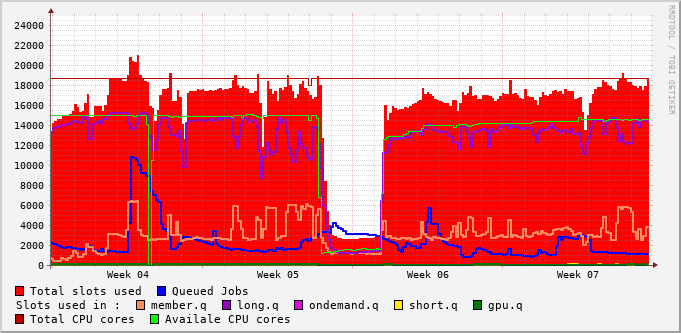 24000
22000
20000
18000
16000
14000
12000
10000
8000
6000
4000
2000
0
Week 04 Week 05 Week 06 Week 07
RRDTOOL / TOBI OETIKER
Total slots used Queued Jobs
Slots used in : member.q long.q ondemand.q short.q gpu.q
Total CPU cores Availale CPU cores